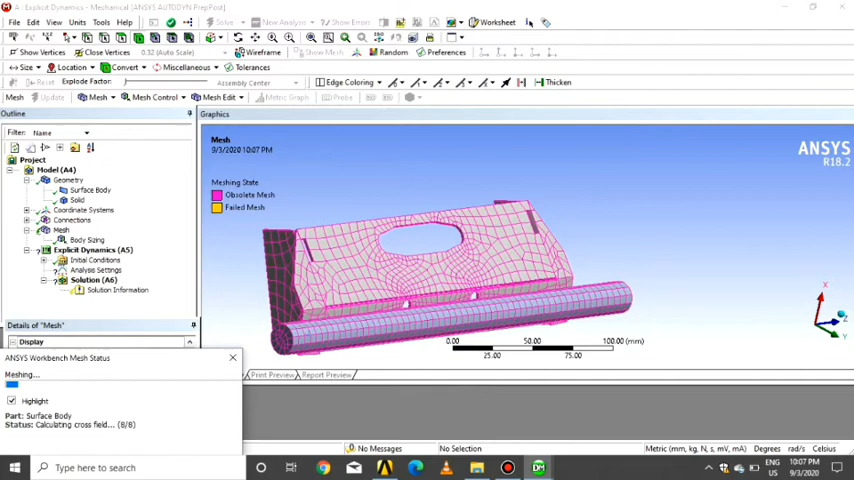 A : Explicit Dynamics - Mechanical [ANSYS AUTODYN PrepPost]
File Edit View Units Tools Help Solve New Analysis Show Errors Worksheet
Show Vertices Close Vertices 0.32 (Auto Scale) Wireframe Show Mesh Random Preferences
Size Location Convert Miscellaneous Tolerances
Reset Explode Factor: Assembly Center Edge Coloring Thicken
Mesh Update Mesh Mesh Control Mesh Edit Metric Graph Probe
Outline
Filter: Name
Project
Model (A4)
Geometry
Surface Body
Solid
Coordinate Systems
Connections
Mesh
Body Sizing
Explicit Dynamics (A5)
Initial Conditions
Analysis Settings
Solution (A6)
Solution Information
Details of "Mesh"
Display
Graphics
Mesh
9/3/2020 10:07 PM
Meshing State
Obsolete Mesh
Failed Mesh
ANSYS
R18.2
0.00 50.00 100.00 (mm)
25.00 75.00
X
Z
Y
Print Preview Report Preview
ANSYS Workbench Mesh Status
Meshing...
Highlight
Part: Surface Body
Status: Calculating cross field... (8/8)
No Messages No Selection Metric (mm, kg, N, s, mV, mA) Degrees rad/s Celsius
Type here to search
DM
ENG
US
10:07 PM
9/3/2020